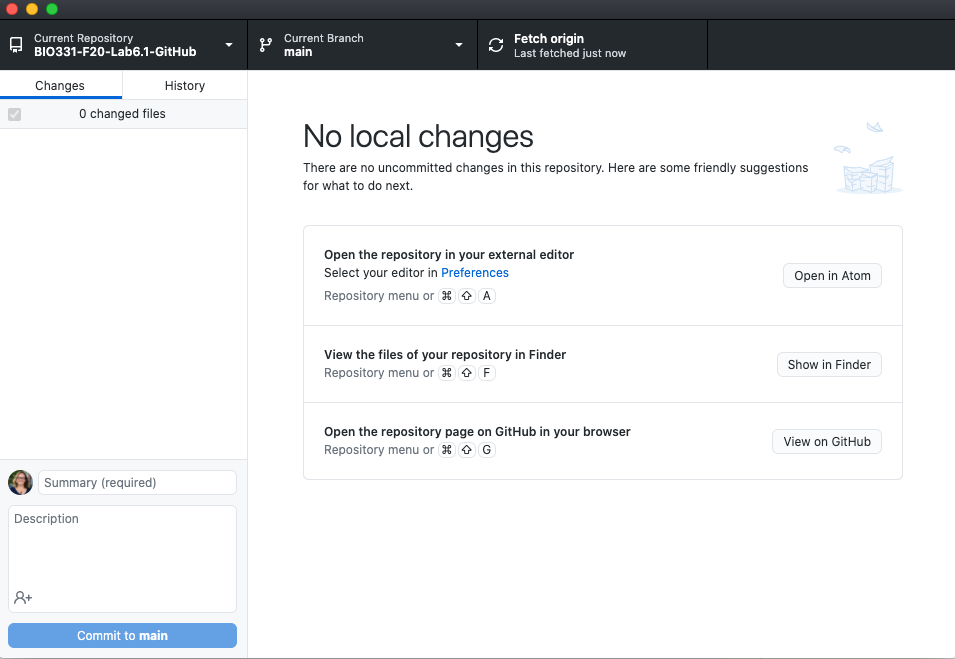 Current Repository
BIO331-F20-Lab6.1-GitHub
Current Branch
main
Fetch origin
Last fetched just now
Changes
History
0 changed files
No local changes
There are no uncommitted changes in this repository. Here are some friendly suggestions
for what to do next.
Open the repository in your external editor
Select your editor in Preferences
Repository menu or ⌘ ⇧ A
Open in Atom
View the files of your repository in Finder
Repository menu or ⌘ ⇧ F
Show in Finder
Open the repository page on GitHub in your browser
Repository menu or ⌘ ⇧ G
View on GitHub
Summary (required)
Description
Commit to main